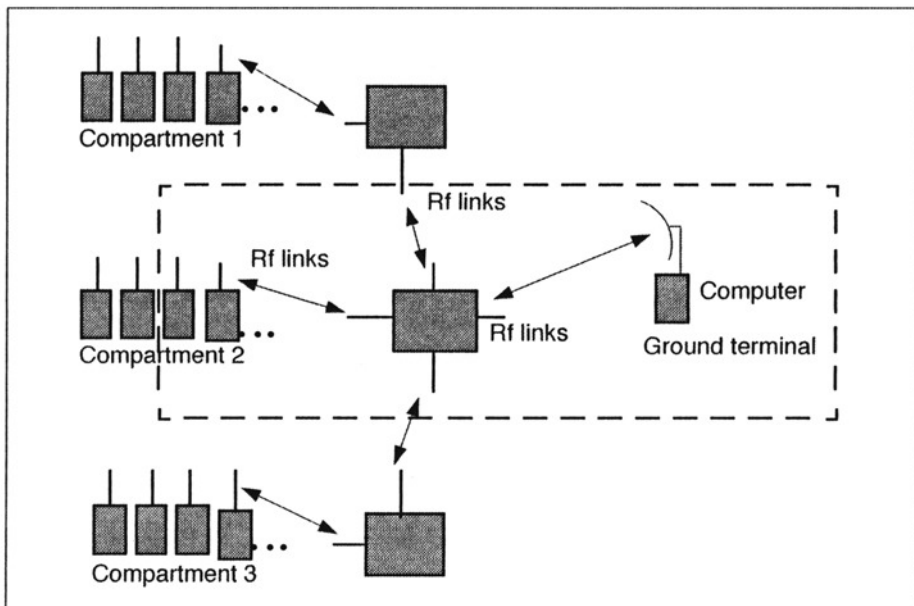 Compartment 1
Rf links
Rf links
Computer
Rf links
Ground terminal
Compartment 2
Compartment 3